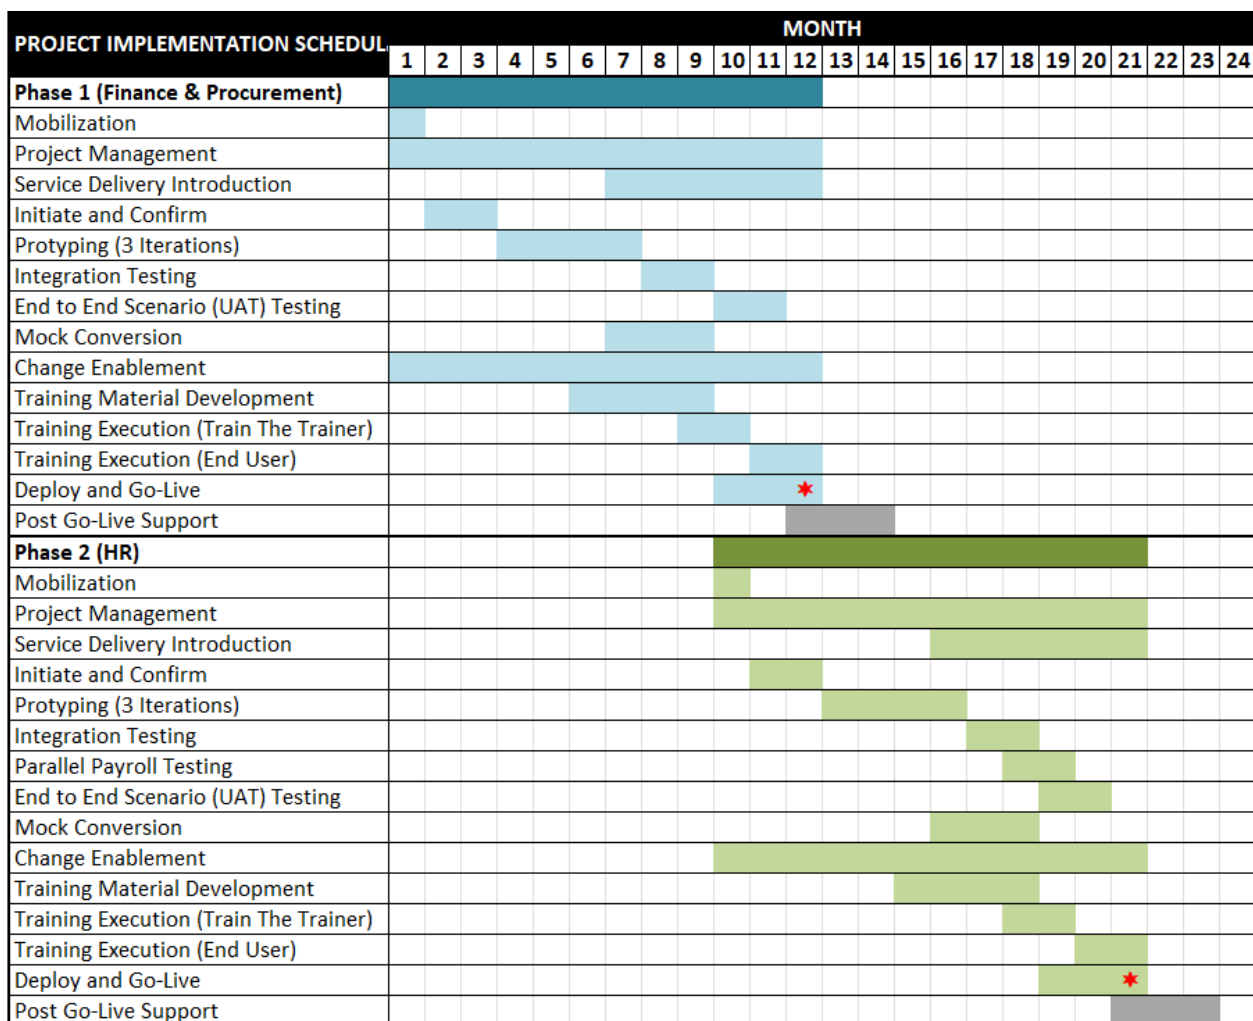 MONTH
PROJECT IMPLEMENTATION SCHEDUL
1 2 3 4 5 6 7 8 9 10 11 12 13 14 15 16 17 18 19 20 21 22 23 24
Phase 1 (Finance & Procurement)
Mobilization
Project Management
Service Delivery Introduction
Initiate and Confirm
Protyping (3 Iterations)
Integration Testing
End to End Scenario (UAT) Testing
Mock Conversion
Change Enablement
Training Material Development
Training Execution (Train The Trainer)
Training Execution (End User)
Deploy and Go-Live
Post Go-Live Support
Phase 2 (HR)
Mobilization
Project Management
Service Delivery Introduction
Initiate and Confirm
Protyping (3 Iterations)
Integration Testing
Parallel Payroll Testing
End to End Scenario (UAT) Testing
Mock Conversion
Change Enablement
Training Material Development
Training Execution (Train The Trainer)
Training Execution (End User)
Deploy and Go-Live
Post Go-Live Support